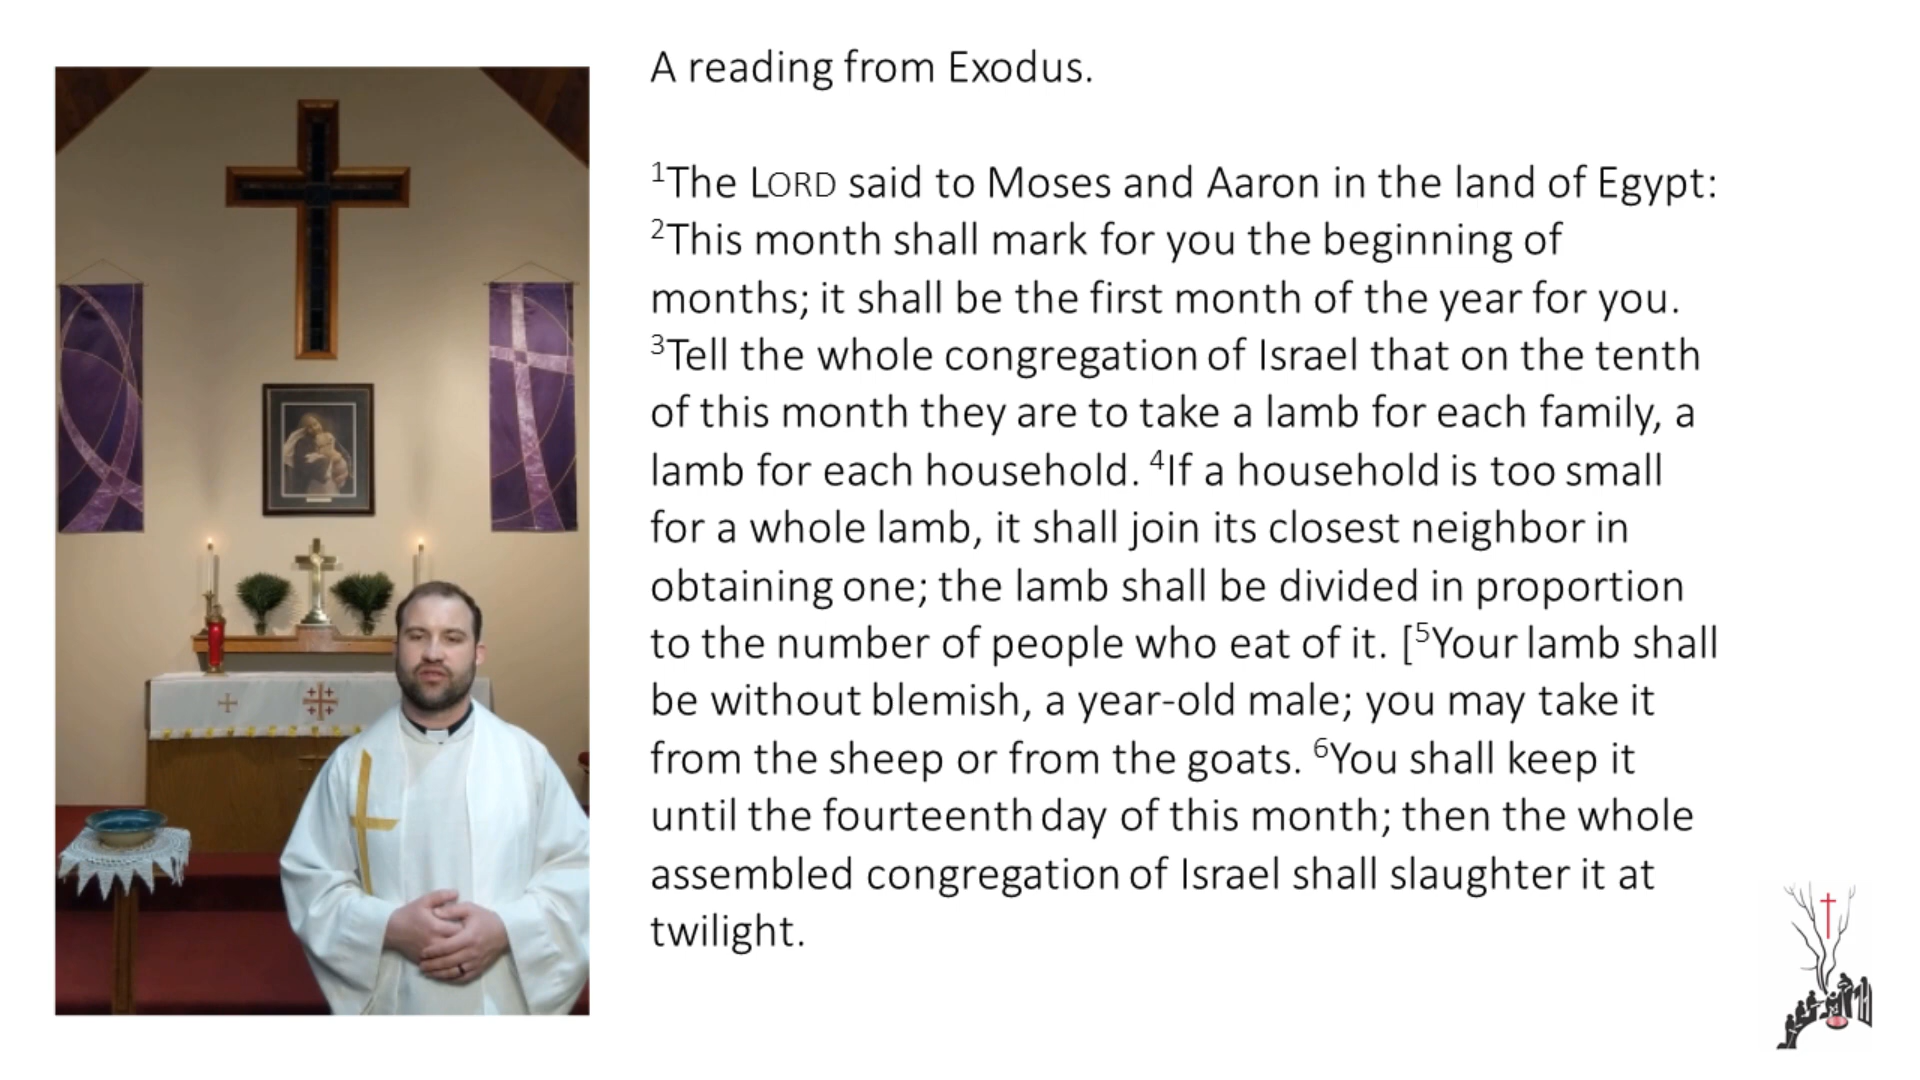 A reading from Exodus.
¹The LORD said to Moses and Aaron in the land of Egypt:
²This month shall mark for you the beginning of
months; it shall be the first month of the year for you.
³Tell the whole congregation of Israel that on the tenth
of this month they are to take a lamb for each family, a
lamb for each household. ⁴If a household is too small
for a whole lamb, it shall join its closest neighbor in
obtaining one; the lamb shall be divided in proportion
to the number of people who eat of it. [⁵Your lamb shall
be without blemish, a year-old male; you may take it
from the sheep or from the goats. ⁶You shall keep it
until the fourteenth day of this month; then the whole
assembled congregation of Israel shall slaughter it at
twilight.